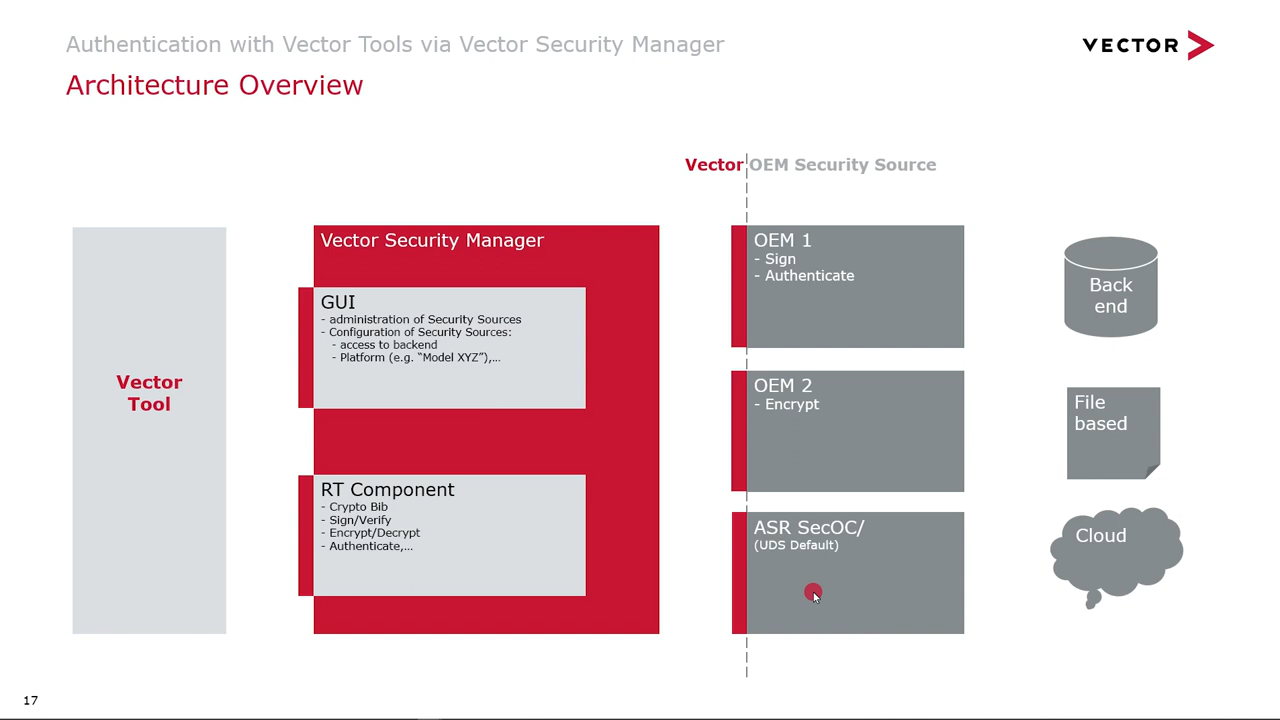 Authentication with Vector Tools via Vector Security Manager
VECTOR
Architecture Overview
Vector OEM Security Source
Vector
Tool
Vector Security Manager
GUI
- administration of Security Sources
- Configuration of Security Sources:
- access to backend
- Platform (e.g. “Model XYZ”),…
RT Component
- Crypto Bib
- Sign/Verify
- Encrypt/Decrypt
- Authenticate,…
OEM 1
- Sign
- Authenticate
OEM 2
- Encrypt
ASR SecOC/
(UDS Default)
Back
end
File
based
Cloud
17